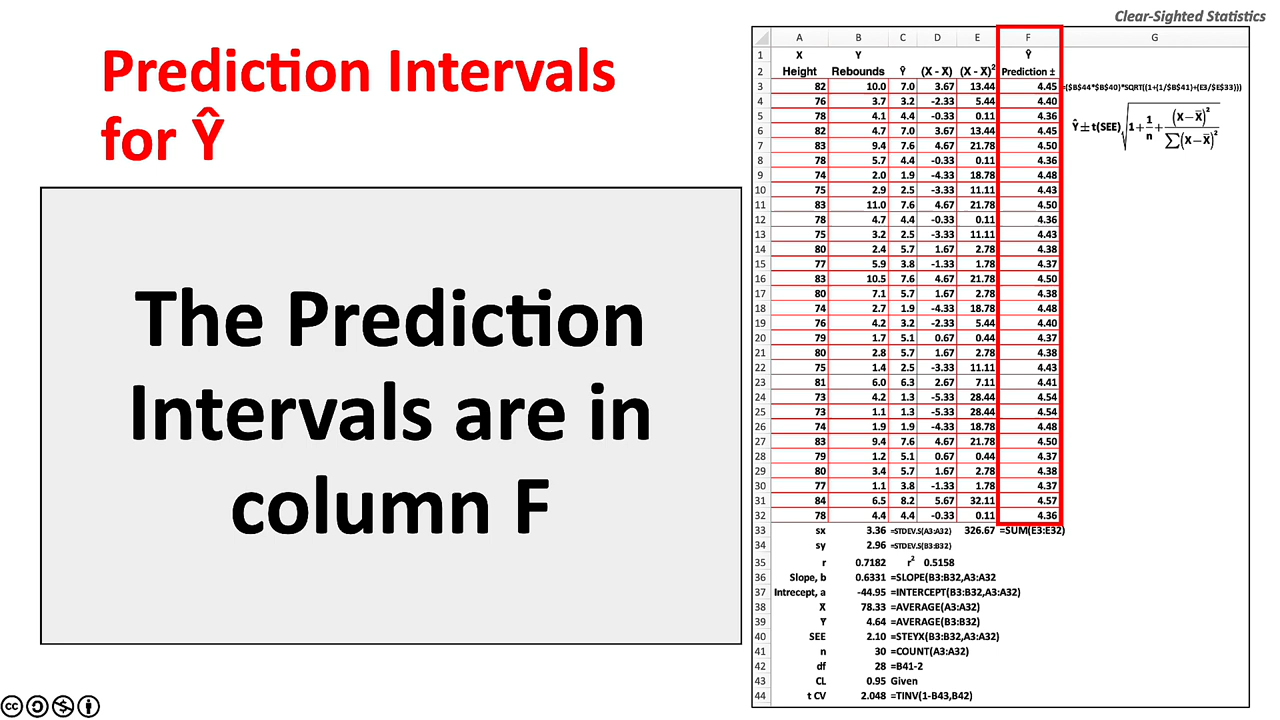 Clear-Sighted Statistics
Prediction Intervals
for Ŷ
The Prediction
Intervals are in
column F
A B C D E F G
1 X Y Ŷ
2 Height Rebounds Ŷ (X - X̄) (X - X̄)² Prediction ±
3 82 10.0 7.0 3.67 13.44 4.45 =($B$44*$B$40)*SQRT((1+(1/$B$41)+(E3/$E$33)))
4 76 3.7 3.2 -2.33 5.44 4.40
5 78 4.1 4.4 -0.33 0.11 4.36
Ŷ ± t(SEE)√1 + 1/n + (X − X̄)²/∑(X − X̄)²
6 82 4.7 7.0 3.67 13.44 4.45
7 83 9.4 7.6 4.67 21.78 4.50
8 78 5.7 4.4 -0.33 0.11 4.36
9 74 2.0 1.9 -4.33 18.78 4.48
10 75 2.9 2.5 -3.33 11.11 4.43
11 83 11.0 7.6 4.67 21.78 4.50
12 78 4.7 4.4 -0.33 0.11 4.36
13 75 3.2 2.5 -3.33 11.11 4.43
14 80 2.4 5.7 1.67 2.78 4.38
15 77 5.9 3.8 -1.33 1.78 4.37
16 83 10.5 7.6 4.67 21.78 4.50
17 80 7.1 5.7 1.67 2.78 4.38
18 74 2.7 1.9 -4.33 18.78 4.48
19 76 4.2 3.2 -2.33 5.44 4.40
20 79 1.7 5.1 0.67 0.44 4.37
21 80 2.8 5.7 1.67 2.78 4.38
22 75 1.4 2.5 -3.33 11.11 4.43
23 81 6.0 6.3 2.67 7.11 4.41
24 73 4.2 1.3 -5.33 28.44 4.54
25 73 1.1 1.3 -5.33 28.44 4.54
26 74 1.9 1.9 -4.33 18.78 4.48
27 83 9.4 7.6 4.67 21.78 4.50
28 79 1.2 5.1 0.67 0.44 4.37
29 80 3.4 5.7 1.67 2.78 4.38
30 77 1.1 3.8 -1.33 1.78 4.37
31 84 6.5 8.2 5.67 32.11 4.57
32 78 4.4 4.4 -0.33 0.11 4.36
33 sx 3.36 =STDEV.S(A3:A32) 326.67 =SUM(E3:E32)
34 sy 2.96 =STDEV.S(B3:B32)
35 r 0.7182 r² 0.5158
36 Slope, b 0.6331 =SLOPE(B3:B32,A3:A32
37 Intrecept, a -44.95 =INTERCEPT(B3:B32,A3:A32)
38 X̄ 78.33 =AVERAGE(A3:A32)
39 Ȳ 4.64 =AVERAGE(B3:B32)
40 SEE 2.10 =STEYX(B3:B32,A3:A32)
41 n 30 =COUNT(A3:A32)
42 df 28 =B41-2
43 CL 0.95 Given
44 t CV 2.048 =TINV(1-B43,B42)